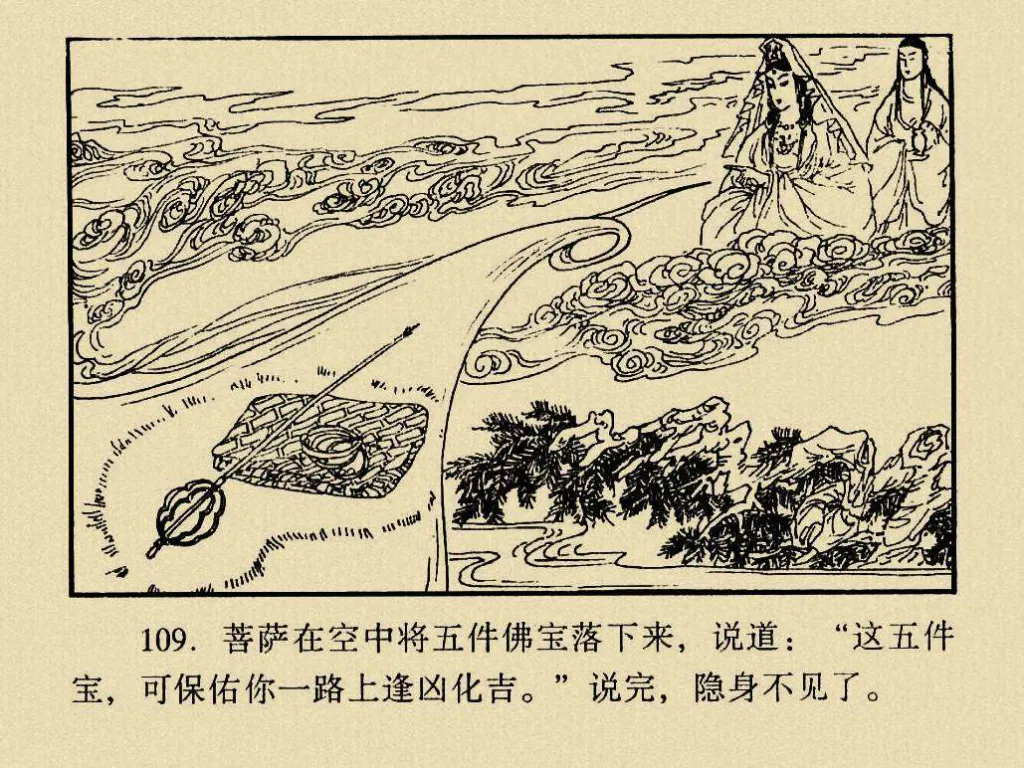 109. 菩萨在空中将五件佛宝落下来，说道：“这五件
宝，可保佑你一路上逢凶化吉。”说完，隐身不见了。